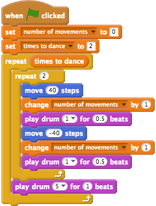 when clicked
set number of movements to 0
set times to dance to 2
repeat times to dance
repeat 2
move 40 steps
change number of movements by 1
play drum 1 for 0.5 beats
move -40 steps
change number of movements by 1
play drum 1 for 0.5 beats
play drum 5 for 1 beats